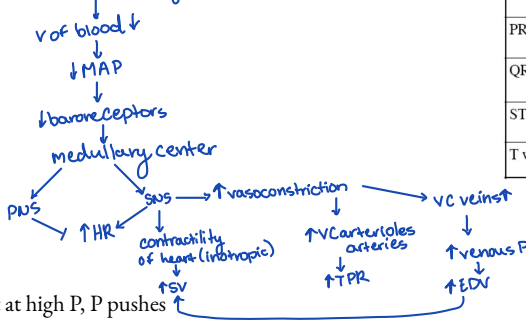 V of blood ↓
↓ MAP
↓ baroreceptors
medullary center
PNS
SNS → ↑ vasoconstriction
VC veins↑
↑ HR
contractility
of heart (inotropic)
↑ SV
↑VC arterioles
arteries
↑ TPR
↑ venous P
↑ EDV
at high P, P pushes
PR
QR
ST
T